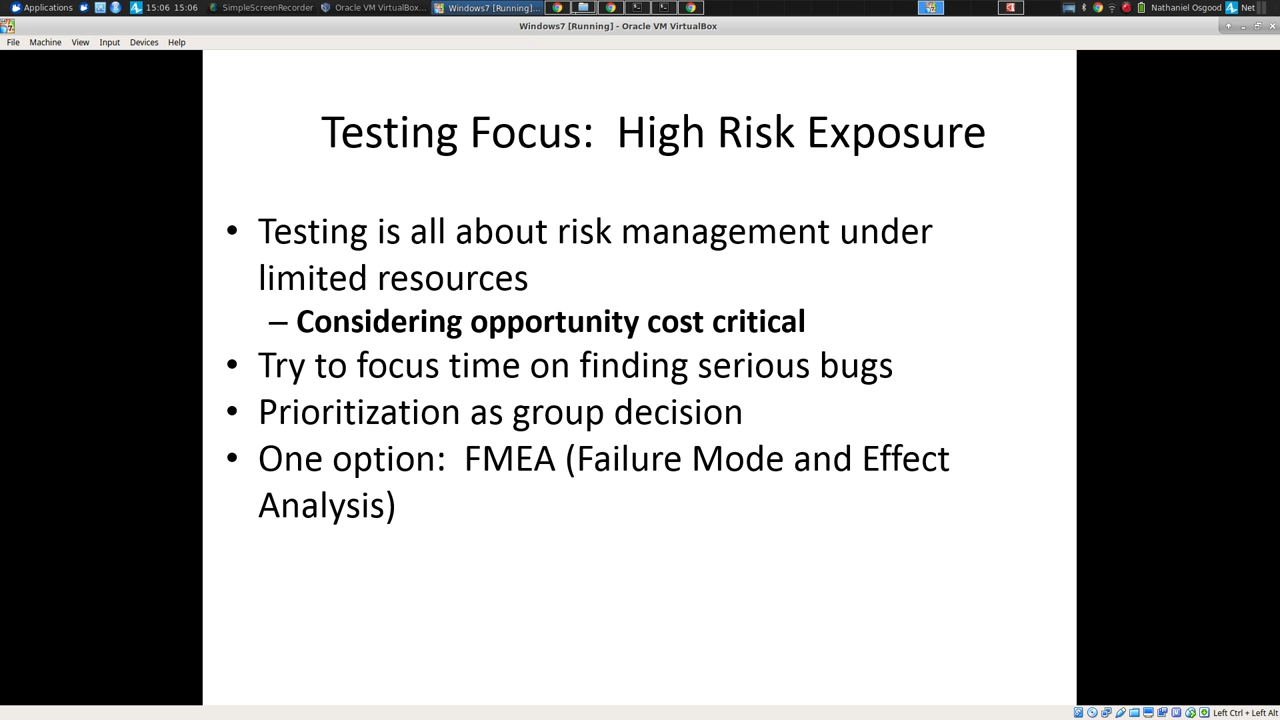 Applications 15:06 15:06 SimpleScreenRecorder Oracle VM VirtualBox... Windows7 [Running]... Nathaniel Osgood Net
Windows7 [Running] - Oracle VM VirtualBox
File Machine View Input Devices Help
Testing Focus: High Risk Exposure
• Testing is all about risk management under
limited resources
– Considering opportunity cost critical
• Try to focus time on finding serious bugs
• Prioritization as group decision
• One option: FMEA (Failure Mode and Effect
Analysis)
Left Ctrl + Left Alt